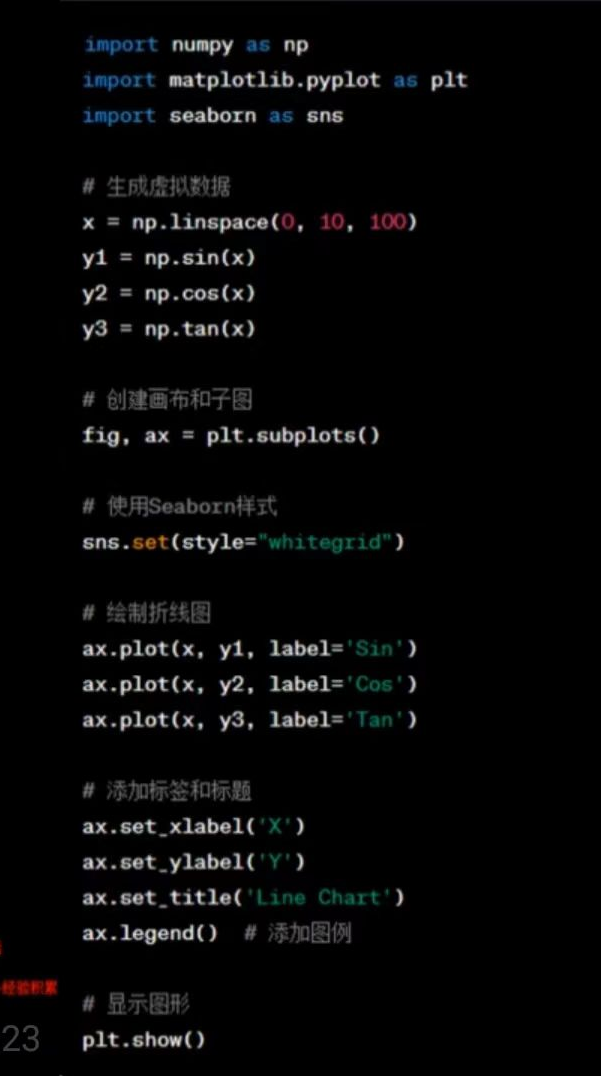 import numpy as np
import matplotlib.pyplot as plt
import seaborn as sns
# 生成虚拟数据
x = np.linspace(0, 10, 100)
y1 = np.sin(x)
y2 = np.cos(x)
y3 = np.tan(x)
# 创建画布和子图
fig, ax = plt.subplots()
# 使用Seaborn样式
sns.set(style="whitegrid")
# 绘制折线图
ax.plot(x, y1, label='Sin')
ax.plot(x, y2, label='Cos')
ax.plot(x, y3, label='Tan')
# 添加标签和标题
ax.set_xlabel('X')
ax.set_ylabel('Y')
ax.set_title('Line Chart')
ax.legend()  # 添加图例
经验积累
# 显示图形
23
plt.show()